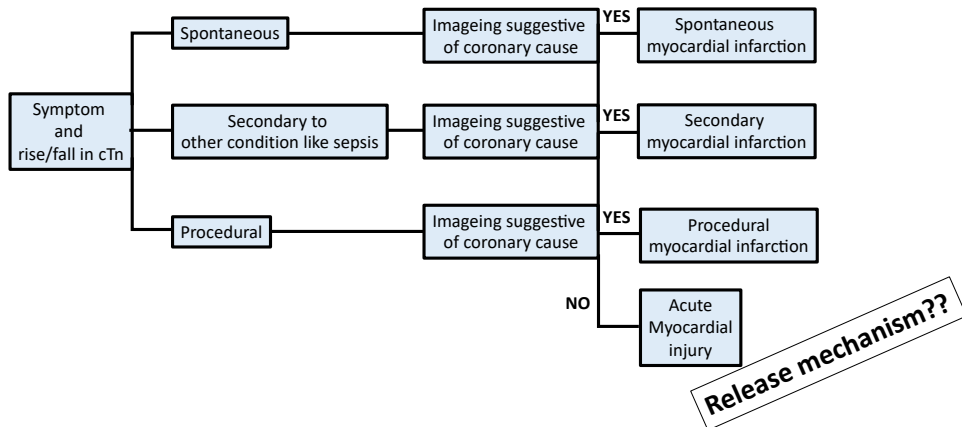 Symptom
and
rise/fall in cTn
Spontaneous
Imageing suggestive
of coronary cause
YES
Spontaneous
myocardial infarction
Secondary to
other condition like sepsis
Imageing suggestive
of coronary cause
YES
Secondary
myocardial infarction
Procedural
Imageing suggestive
of coronary cause
YES
Procedural
myocardial infarction
NO
Acute
Myocardial
injury
Release mechanism??